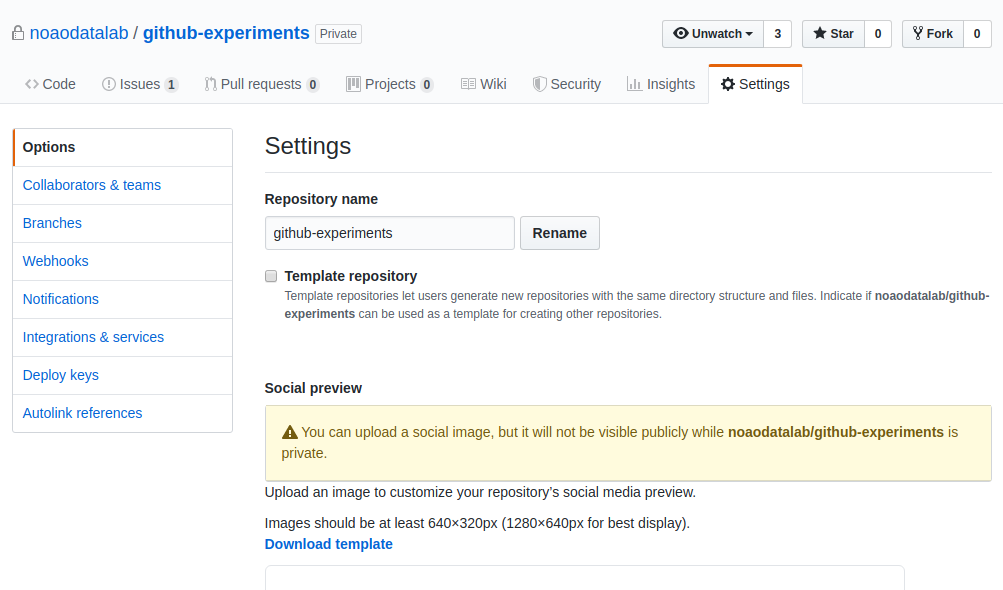 noaodatalab / github-experiments Private
Unwatch 3 Star 0 Fork 0
Code Issues 1 Pull requests 0 Projects 0 Wiki Security Insights Settings
Options
Collaborators & teams
Branches
Webhooks
Notifications
Integrations & services
Deploy keys
Autolink references
Settings
Repository name
github-experiments Rename
Template repository
Template repositories let users generate new repositories with the same directory structure and files. Indicate if noaodatalab/github-
experiments can be used as a template for creating other repositories.
Social preview
You can upload a social image, but it will not be visible publicly while noaodatalab/github-experiments is
private.
Upload an image to customize your repository’s social media preview.
Images should be at least 640×320px (1280×640px for best display).
Download template